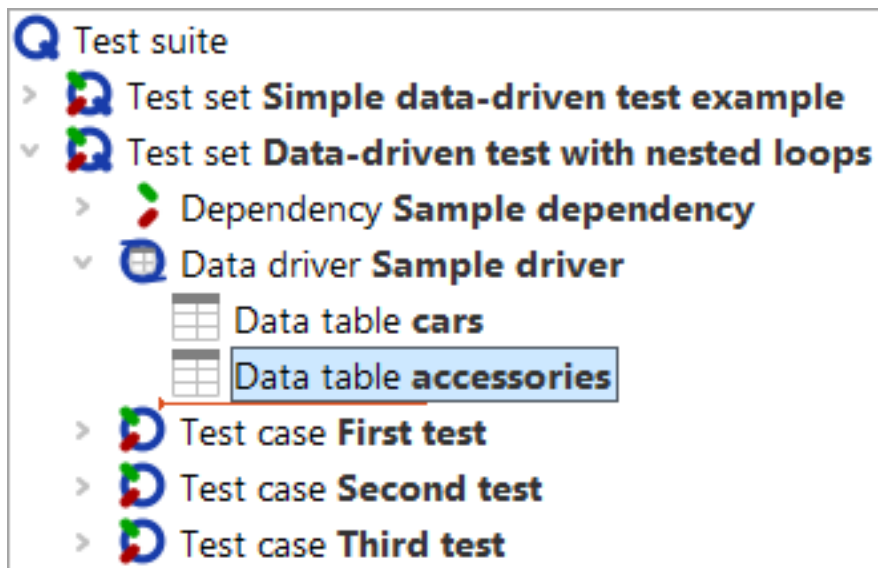 Test suite
Test set Simple data-driven test example
Test set Data-driven test with nested loops
Dependency Sample dependency
Data driver Sample driver
Data table cars
Data table accessories
Test case First test
Test case Second test
Test case Third test